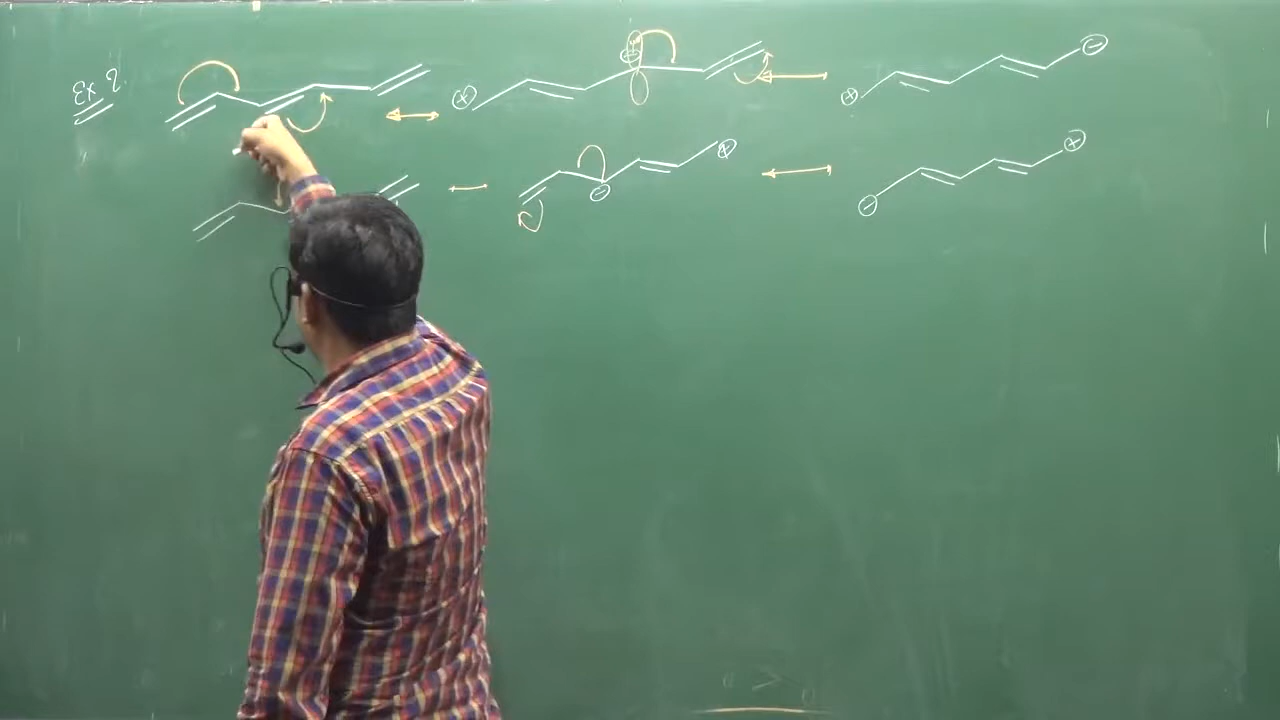 Ex 2.
⊕ ⊖ ⊕ ⊖
⊖ ⊕ ⊖ ⊕